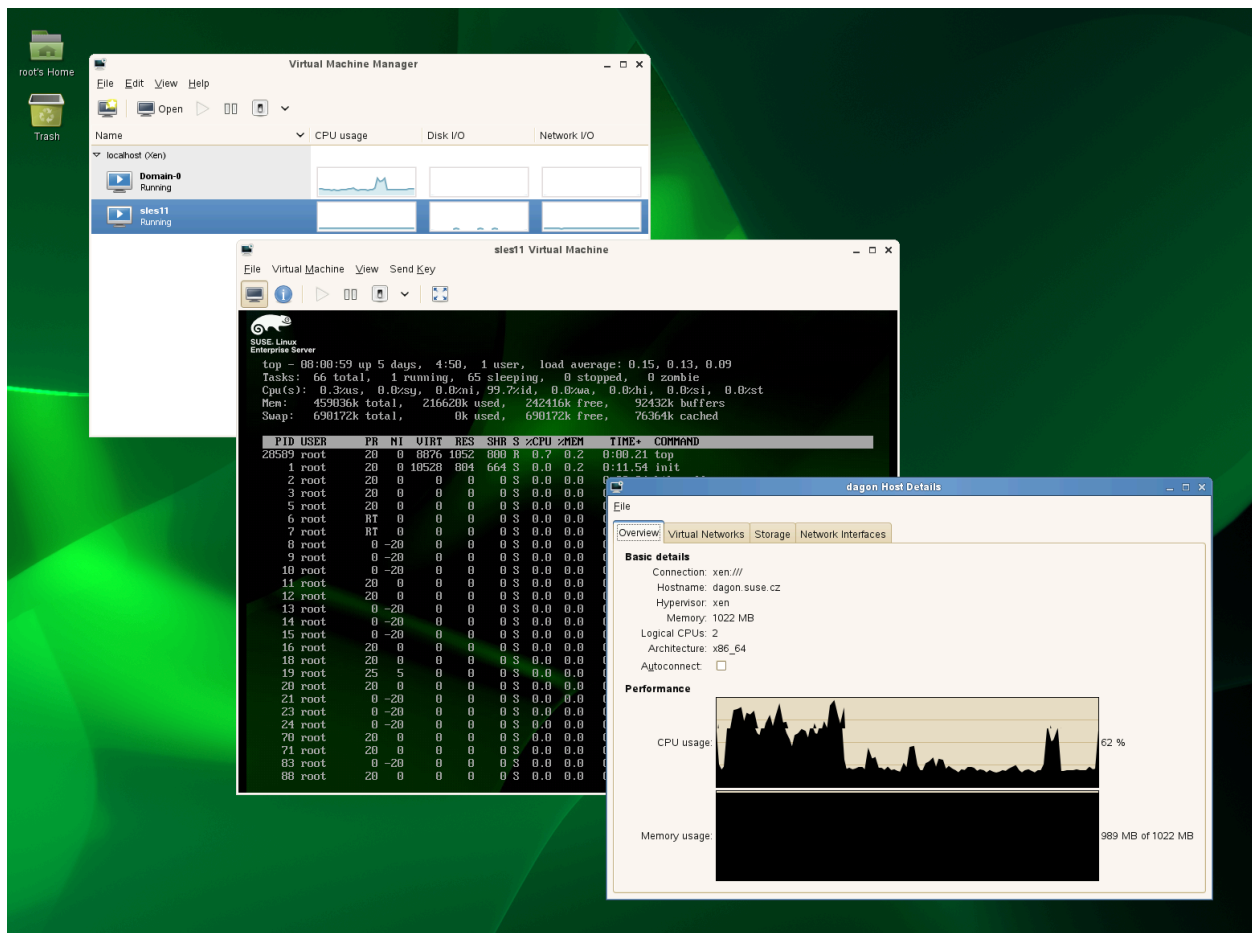 root's Home
Trash
Virtual Machine Manager
File Edit View Help
Open
Name CPU usage Disk I/O Network I/O
localhost (Xen)
Domain-0
Running
sles11
Running
sles11 Virtual Machine
File Virtual Machine View Send Key
SUSE. Linux
Enterprise Server
top - 08:00:59 up 5 days, 4:50, 1 user, load average: 0.15, 0.13, 0.09
Tasks: 66 total, 1 running, 65 sleeping, 0 stopped, 0 zombie
Cpu(s): 0.3%us, 0.0%sy, 0.0%ni, 99.7%id, 0.0%wa, 0.0%hi, 0.0%si, 0.0%st
Mem: 459036k total, 216620k used, 242416k free, 92432k buffers
Swap: 698172k total, 0k used, 698172k free, 76364k cached
PID USER PR NI VIRT RES SHR S %CPU %MEM TIME+ COMMAND
28509 root 20 0 8876 1052 800 R 0.7 0.2 0:00.21 top
1 root 20 0 10528 804 664 S 0.0 0.2 0:11.54 init
2 root 20 0 0 0 0 S 0.0 0.0
3 root 20 0 0 0 0 S 0.0 0.0
5 root 20 0 0 0 0 S 0.0 0.0
6 root RT 0 0 0 0 S 0.0 0.0
7 root RT 0 0 0 0 S 0.0 0.0
8 root 0 -20 0 0 0 S 0.0 0.0
9 root 0 -20 0 0 0 S 0.0 0.0
10 root 0 -20 0 0 0 S 0.0 0.0
11 root 20 0 0 0 0 S 0.0 0.0
12 root 20 0 0 0 0 S 0.0 0.0
13 root 0 -20 0 0 0 S 0.0 0.0
14 root 0 -20 0 0 0 S 0.0 0.0
15 root 0 -20 0 0 0 S 0.0 0.0
16 root 20 0 0 0 0 S 0.0 0.0
18 root 20 0 0 0 0 S 0.0 0.0
19 root 25 5 0 0 0 S 0.0 0.0
20 root 20 0 0 0 0 S 0.0 0.0
21 root 0 -20 0 0 0 S 0.0 0.0
23 root 0 -20 0 0 0 S 0.0 0.0
24 root 0 -20 0 0 0 S 0.0 0.0
70 root 20 0 0 0 0 S 0.0 0.0
71 root 20 0 0 0 0 S 0.0 0.0
83 root 0 -20 0 0 0 S 0.0 0.0
88 root 20 0 0 0 0 S 0.0 0.0
dagon Host Details
File
Overview Virtual Networks Storage Network Interfaces
Basic details
Connection: xen:///
Hostname: dagon.suse.cz
Hypervisor: xen
Memory: 1022 MB
Logical CPUs: 2
Architecture: x86_64
Autoconnect:
Performance
CPU usage: 62 %
Memory usage: 989 MB of 1022 MB